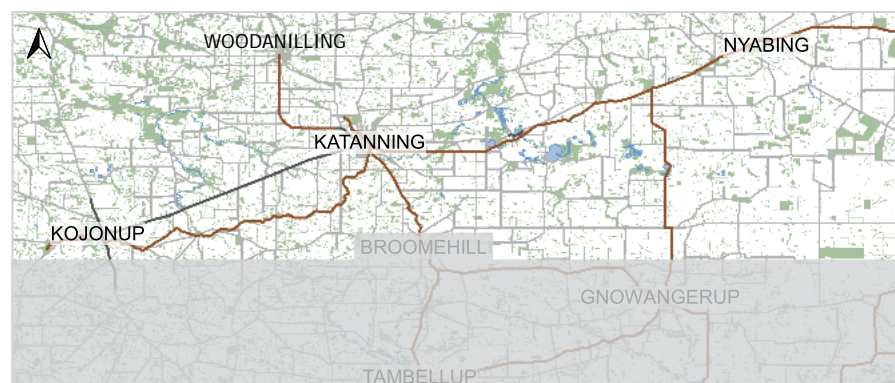 WOODANILLING
NYABING
KATANNING
KOJONUP
BROOMEHILL
GNOWANGERUP
TAMBELLUP